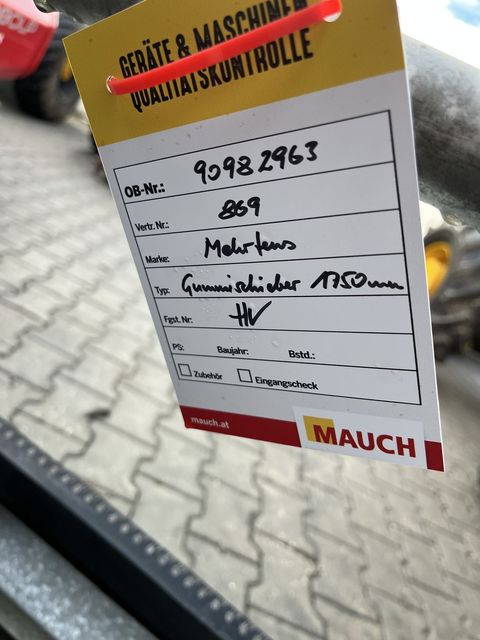 GERÄTE & MASCHINEN
QUALITÄTSKONTROLLE
OB-Nr.: 90982963
Vertr. Nr.: 869
Marke: Mehrtens
Typ: Gummischieber 1750mm
Fgst. Nr: HV
PS: Baujahr: Bstd.:
Zubehör Eingangscheck
mauch.at
MAUCH